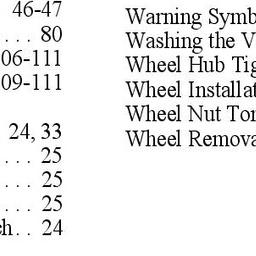 46-47
. . . . 80
06-111
09-111
24, 33
. . . . 25
. . . . 25
. . . . 25
ch . . 24
Warning Symb
Washing the V
Wheel Hub Tig
Wheel Installat
Wheel Nut Tor
Wheel Remova